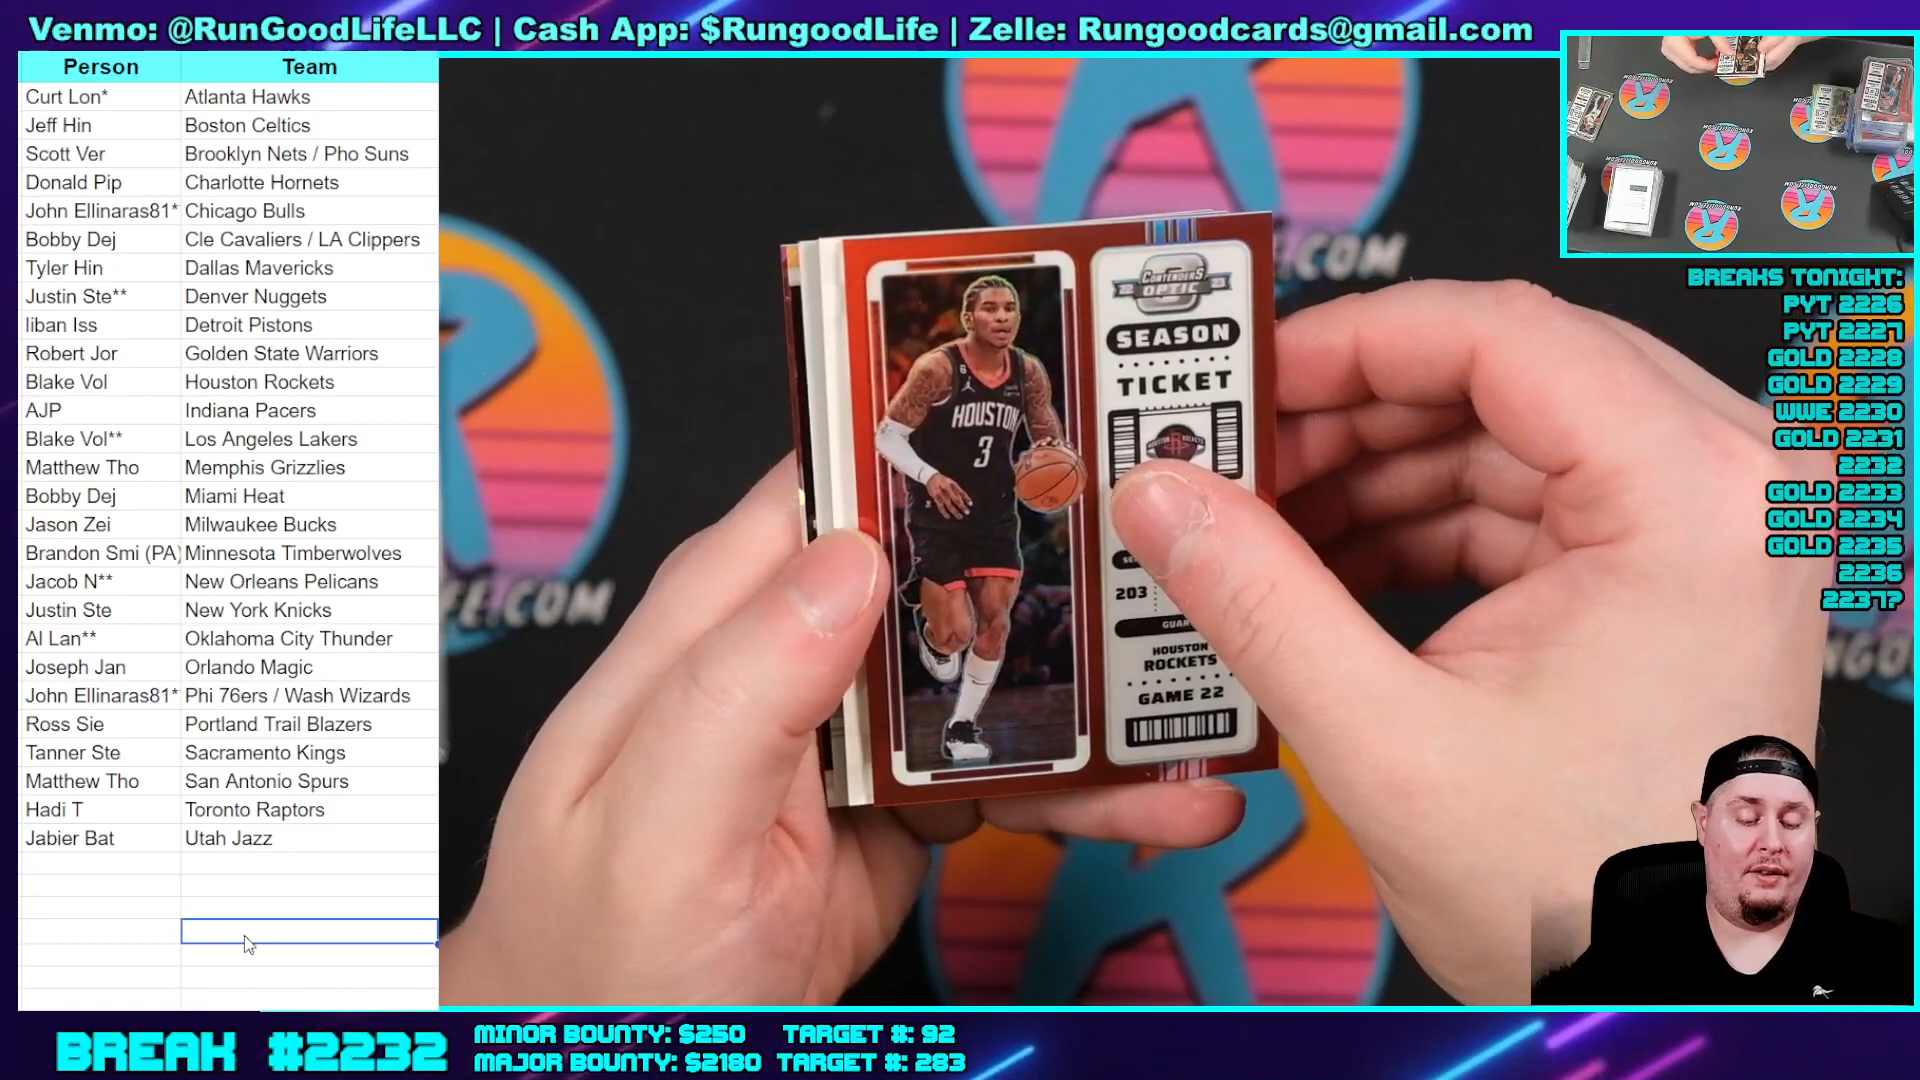 Venmo: @RunGoodLifeLLC | Cash App: $RungoodLife | Zelle: Rungoodcards@gmail.com
Person Team
Curt Lon* Atlanta Hawks
Jeff Hin Boston Celtics
Scott Ver Brooklyn Nets / Pho Suns
Donald Pip Charlotte Hornets
John Ellinaras81* Chicago Bulls
Bobby Dej Cle Cavaliers / LA Clippers
Tyler Hin Dallas Mavericks
Justin Ste** Denver Nuggets
liban Iss Detroit Pistons
Robert Jor Golden State Warriors
Blake Vol Houston Rockets
AJP Indiana Pacers
Blake Vol** Los Angeles Lakers
Matthew Tho Memphis Grizzlies
Bobby Dej Miami Heat
Jason Zei Milwaukee Bucks
Brandon Smi (PA) Minnesota Timberwolves
Jacob N** New Orleans Pelicans
Justin Ste New York Knicks
Al Lan** Oklahoma City Thunder
Joseph Jan Orlando Magic
John Ellinaras81* Phi 76ers / Wash Wizards
Ross Sie Portland Trail Blazers
Tanner Ste Sacramento Kings
Matthew Tho San Antonio Spurs
Hadi T Toronto Raptors
Jabier Bat Utah Jazz
22 CONTENDERS 23
OPTIC
SEASON
TICKET
HOUSTON
3
203
HOUSTON
ROCKETS
GAME 22
BREAKS TONIGHT:
PYT 2226
PYT 2227
GOLD 2228
GOLD 2229
WWE 2230
GOLD 2231
2232
GOLD 2233
GOLD 2234
GOLD 2235
2236
2237?
BREAK #2232
MINOR BOUNTY: $250 TARGET #: 92
MAJOR BOUNTY: $2180 TARGET #: 283